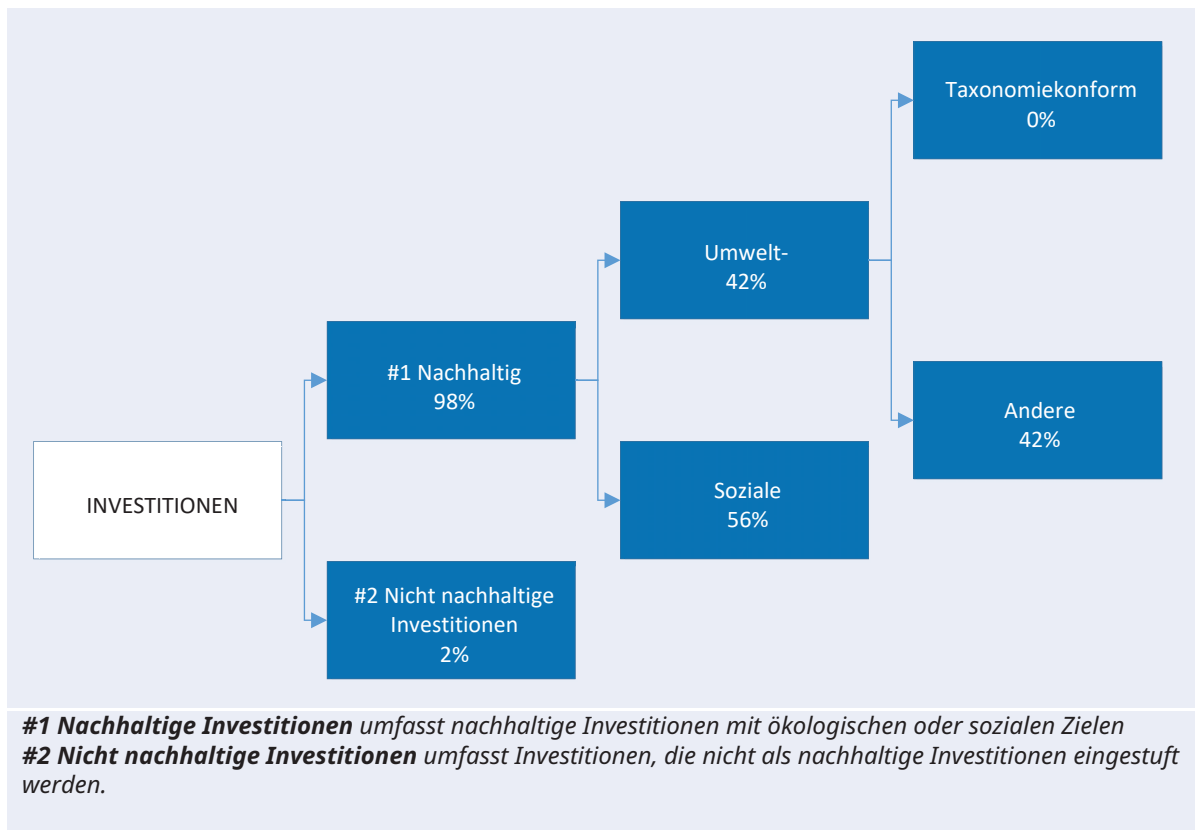 Taxonomiekonform
0%
Umwelt-
42%
#1 Nachhaltig
98%
Andere
42%
INVESTITIONEN
Soziale
56%
#2 Nicht nachhaltige
Investitionen
2%
#1 Nachhaltige Investitionen umfasst nachhaltige Investitionen mit ökologischen oder sozialen Zielen
#2 Nicht nachhaltige Investitionen umfasst Investitionen, die nicht als nachhaltige Investitionen eingestuft
werden.